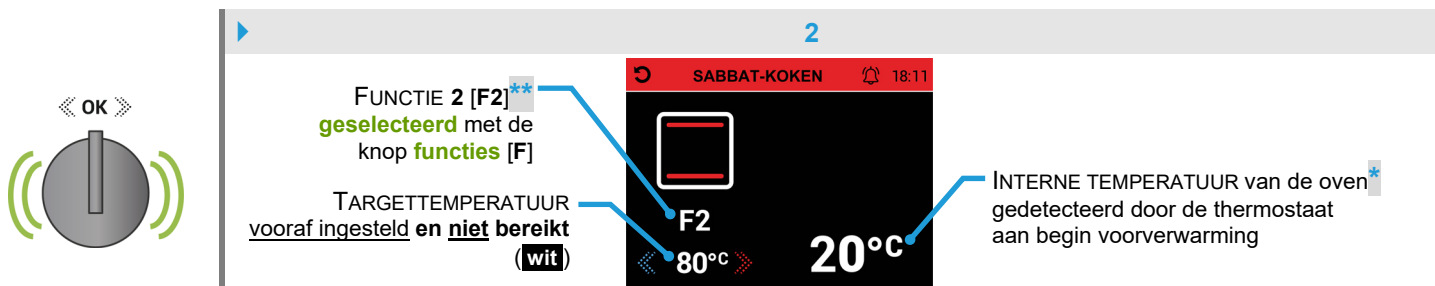 2
« OK »
FUNCTIE 2 [F2]**
geselecteerd met de
knop functies [F]
TARGETTEMPERATUUR
vooraf ingesteld en niet bereikt
(wit)
SABBAT-KOKEN 18:11
F2
« 80°C »
20°C
INTERNE TEMPERATUUR van de oven*
gedetecteerd door de thermostaat
aan begin voorverwarming